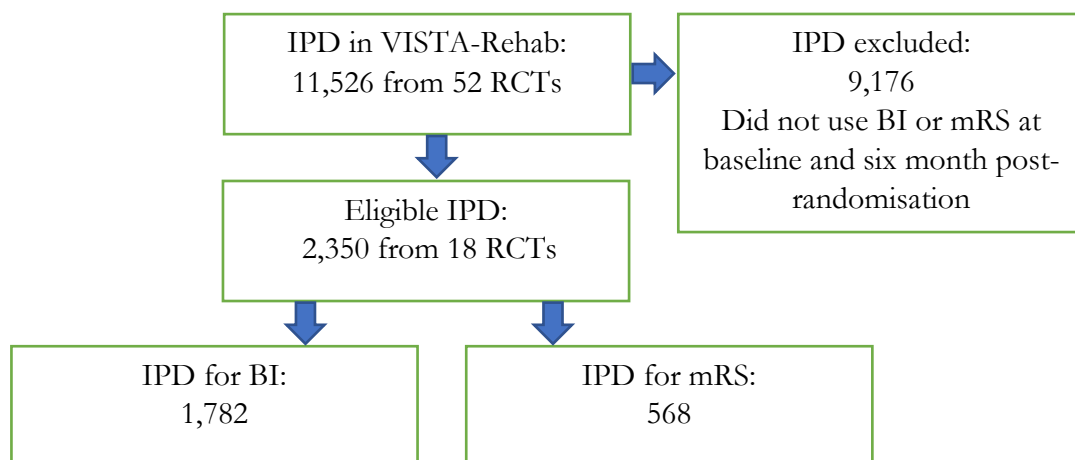 IPD in VISTA-Rehab:
11,526 from 52 RCTs
IPD excluded:
9,176
Did not use BI or mRS at
baseline and six month post-
randomisation
Eligible IPD:
2,350 from 18 RCTs
IPD for BI:
1,782
IPD for mRS:
568